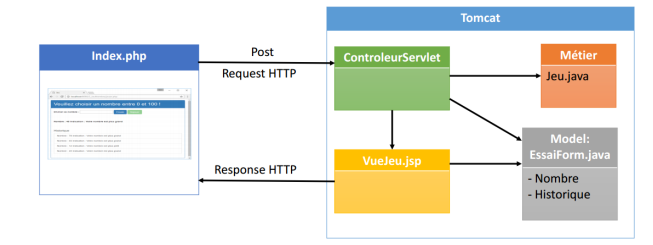 Tomcat
Index.php
Post
Request HTTP
ControleurServlet
Métier
Jeu.java
Veuillez choser un nombre entre 0 et 100 !
Response HTTP
VueJeu.jsp
Model:
EssaiForm.java
- Nombre
- Historique